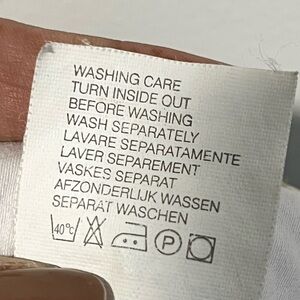 WASHING CARE
TURN INSIDE OUT
BEFORE WASHING
WASH SEPARATELY
LAVARE SEPARATAMENTE
LAVER SEPAREMENT
VASKES SEPARAT
AFZONDERLIJK WASSEN
SEPARAT WASCHEN
40°C P